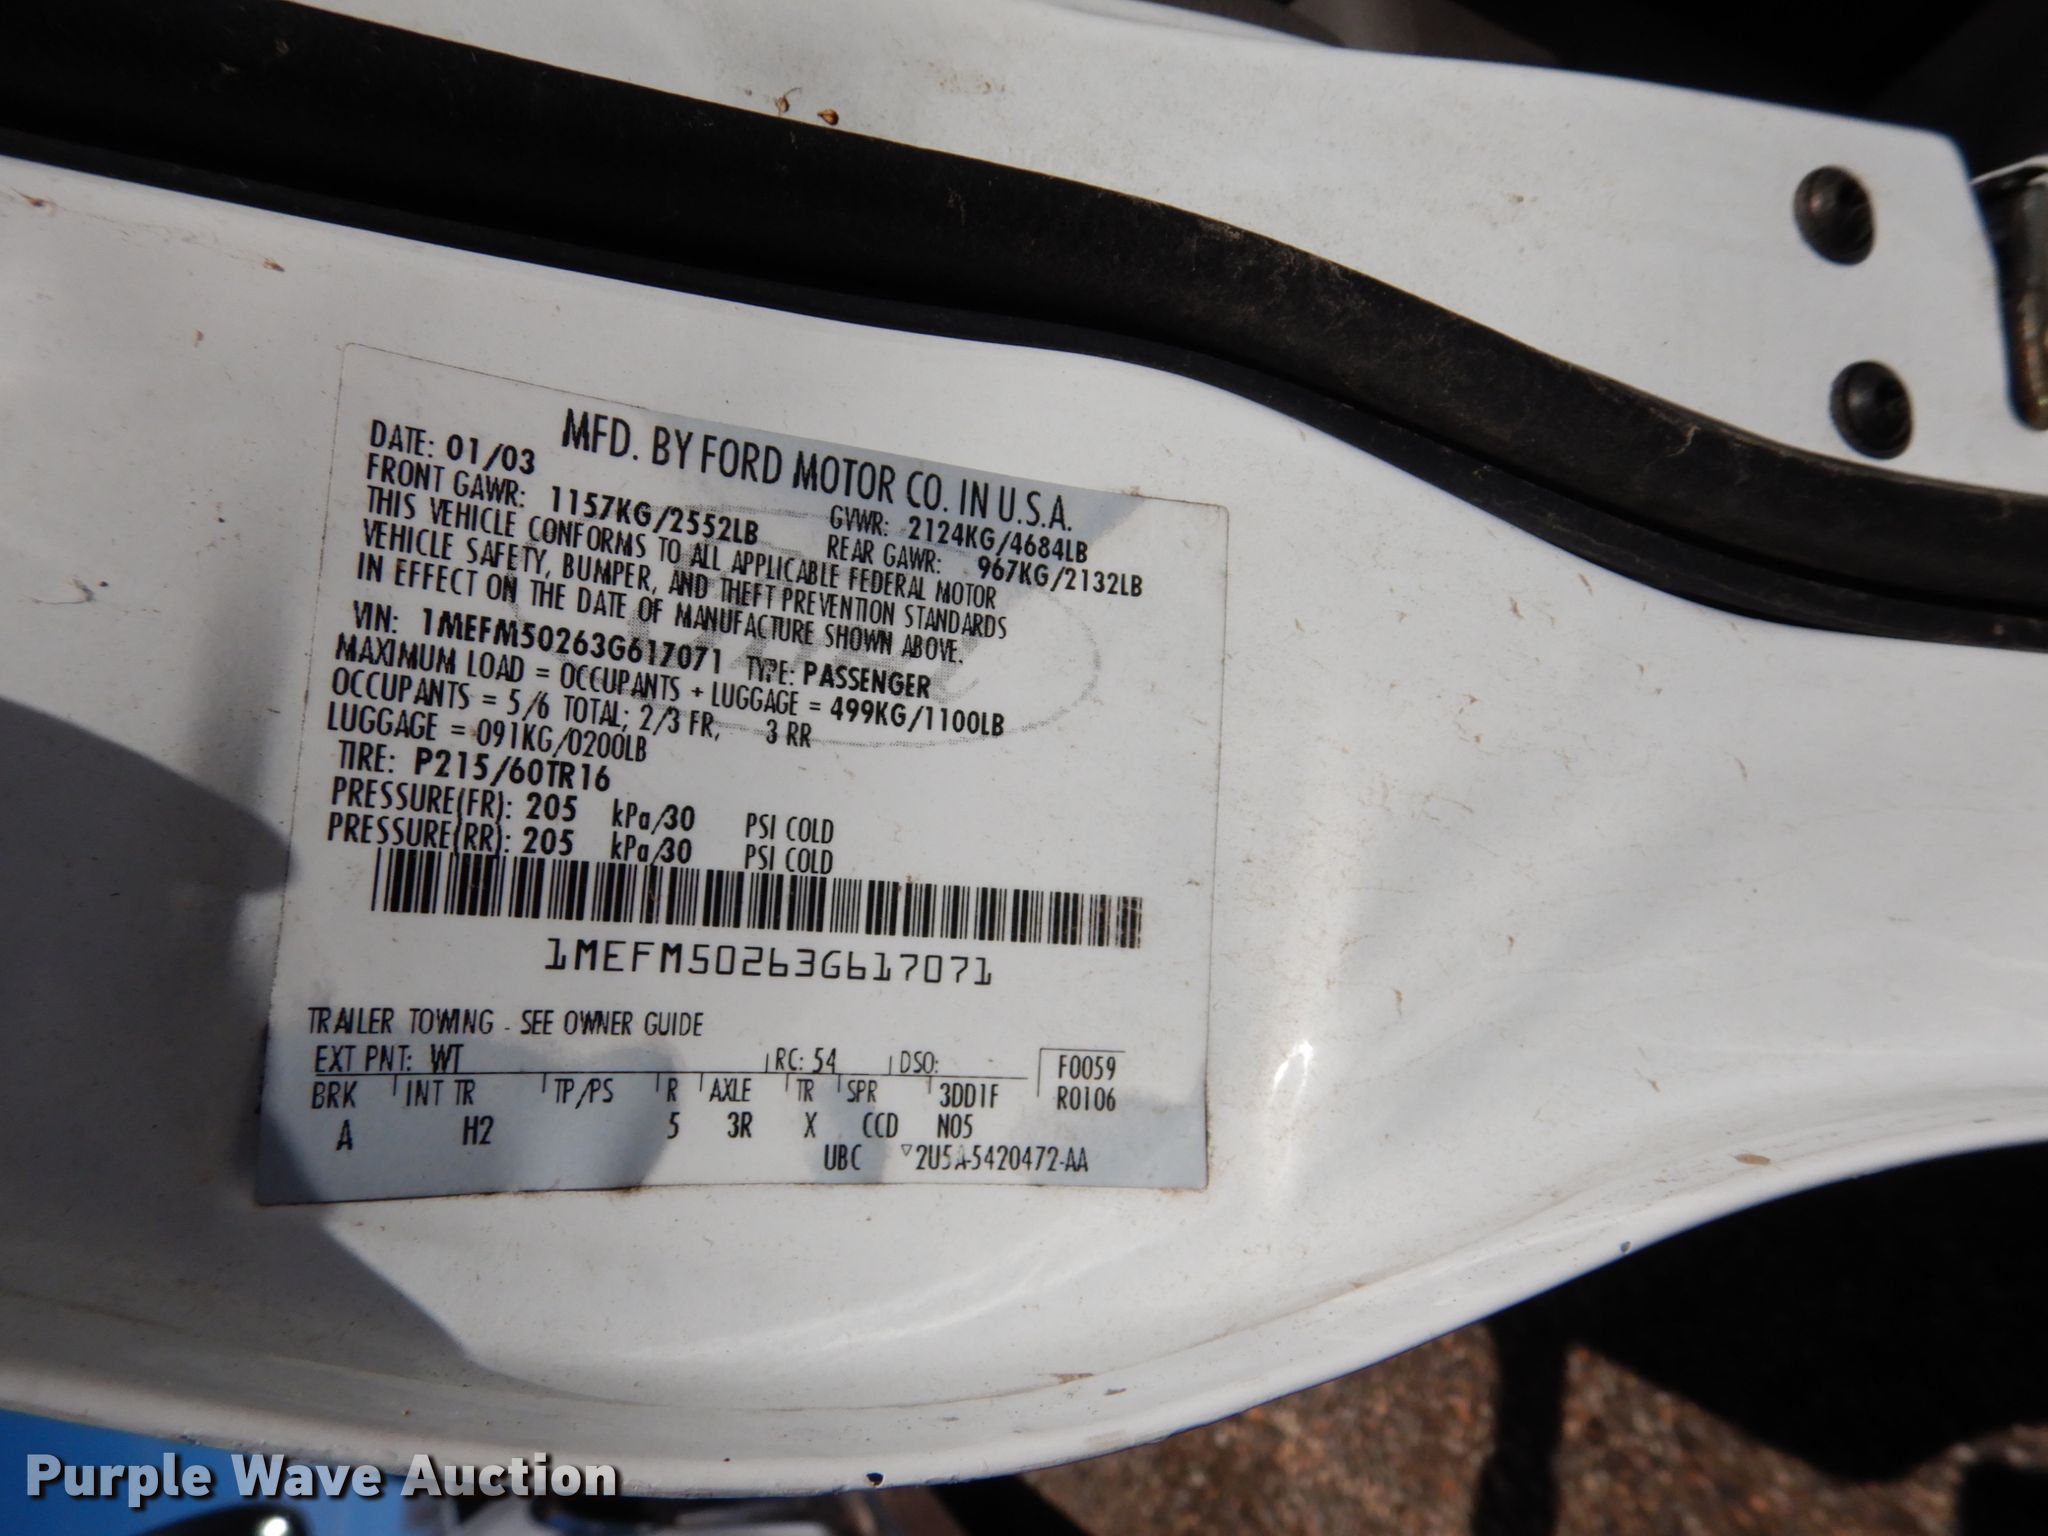 MFD. BY FORD MOTOR CO. IN U.S.A.
DATE: 01/03 GVWR: 2124KG/4684LB
FRONT GAWR: 1157KG/2552LB REAR GAWR: 967KG/2132LB
THIS VEHICLE CONFORMS TO ALL APPLICABLE FEDERAL MOTOR
VEHICLE SAFETY, BUMPER, AND THEFT PREVENTION STANDARDS
IN EFFECT ON THE DATE OF MANUFACTURE SHOWN ABOVE.
VIN: 1MEFM50263G617071 TYPE: PASSENGER
MAXIMUM LOAD = OCCUPANTS + LUGGAGE = 499KG/1100LB
OCCUPANTS = 5/6 TOTAL; 2/3 FR, 3 RR
LUGGAGE = 091KG/0200LB
TIRE: P215/60TR16
PRESSURE(FR): 205 kPa/30 PSI COLD
PRESSURE(RR): 205 kPa/30 PSI COLD
1MEFM50263G617071
TRAILER TOWING - SEE OWNER GUIDE
EXT PNT: WT RC: 54 DSO: F0059
BRK INT TR TP/PS R AXLE TR SPR 3DD1F R0106
A H2 5 3R X CCD N05
UBC ▽2U5A-5420472-AA
Purple Wave Auction